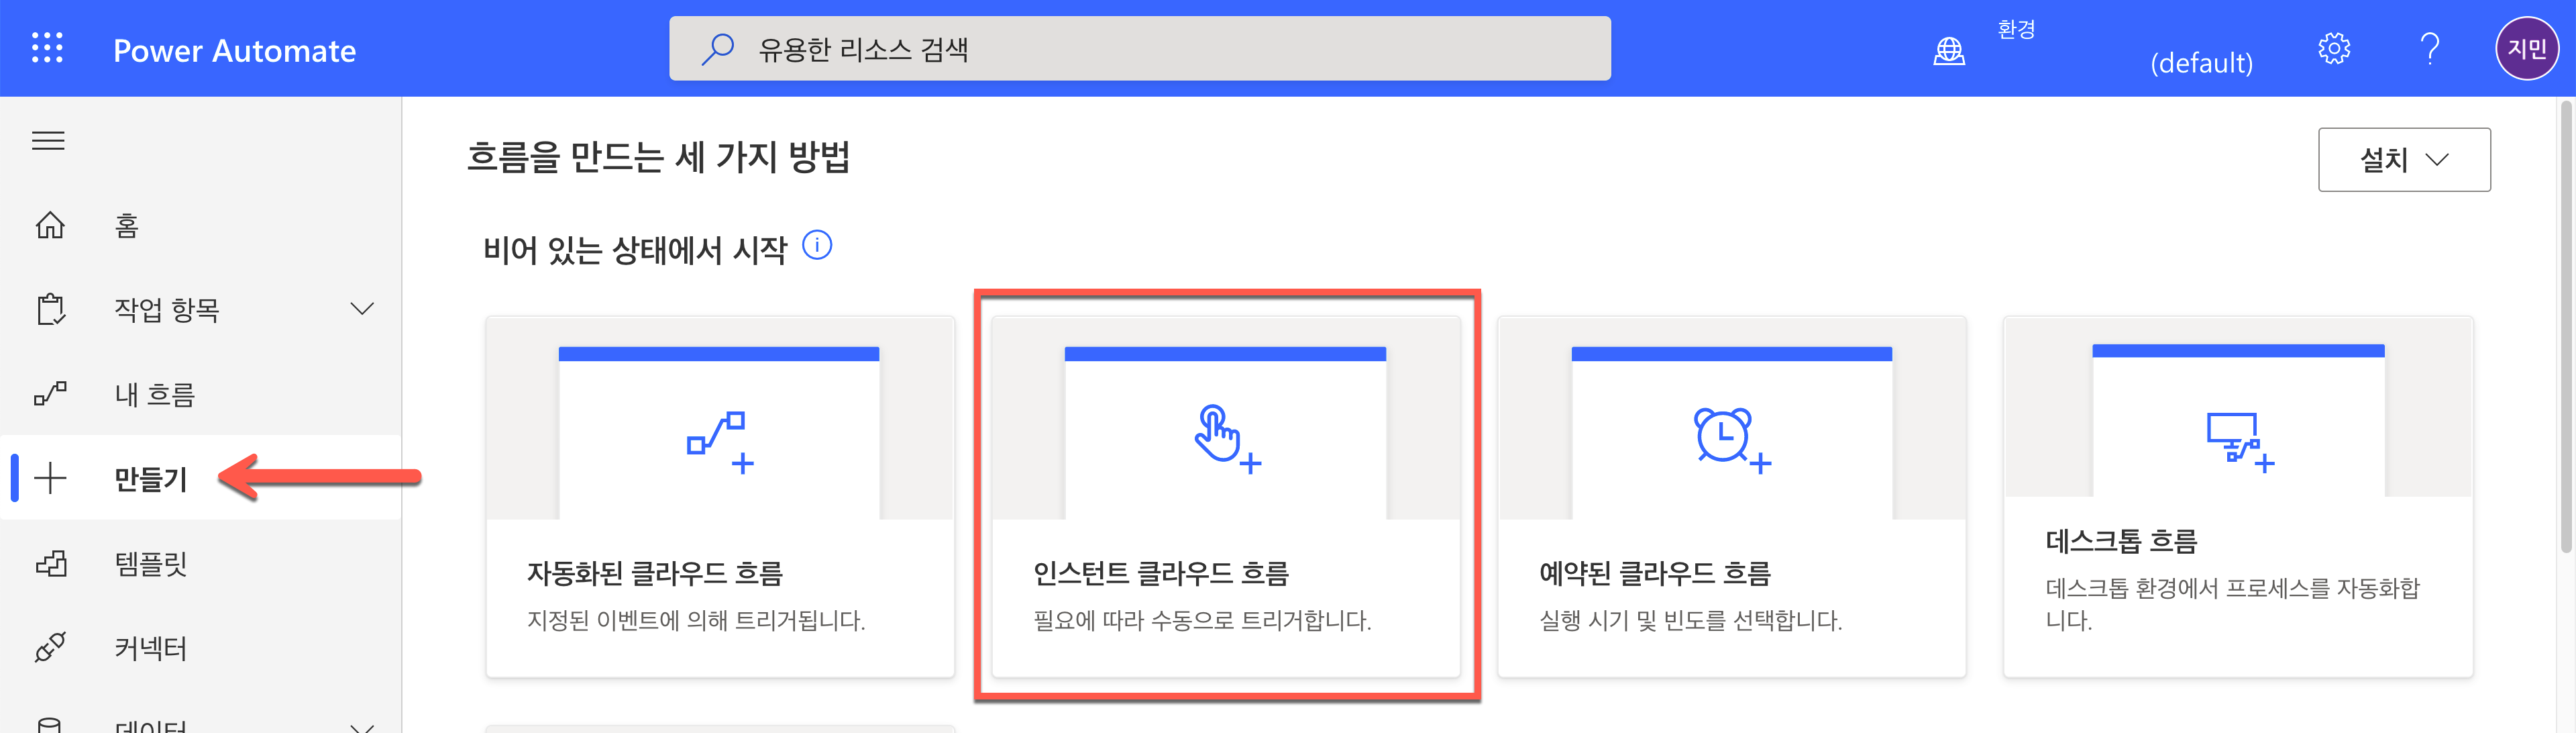 Power Automate
유용한 리소스 검색
환경
(default)
지민
홈
작업 항목
내 흐름
만들기
템플릿
커넥터
데이터
흐름을 만드는 세 가지 방법
설치
비어 있는 상태에서 시작
자동화된 클라우드 흐름
지정된 이벤트에 의해 트리거됩니다.
인스턴트 클라우드 흐름
필요에 따라 수동으로 트리거합니다.
예약된 클라우드 흐름
실행 시기 및 빈도를 선택합니다.
데스크톱 흐름
데스크톱 환경에서 프로세스를 자동화합
니다.